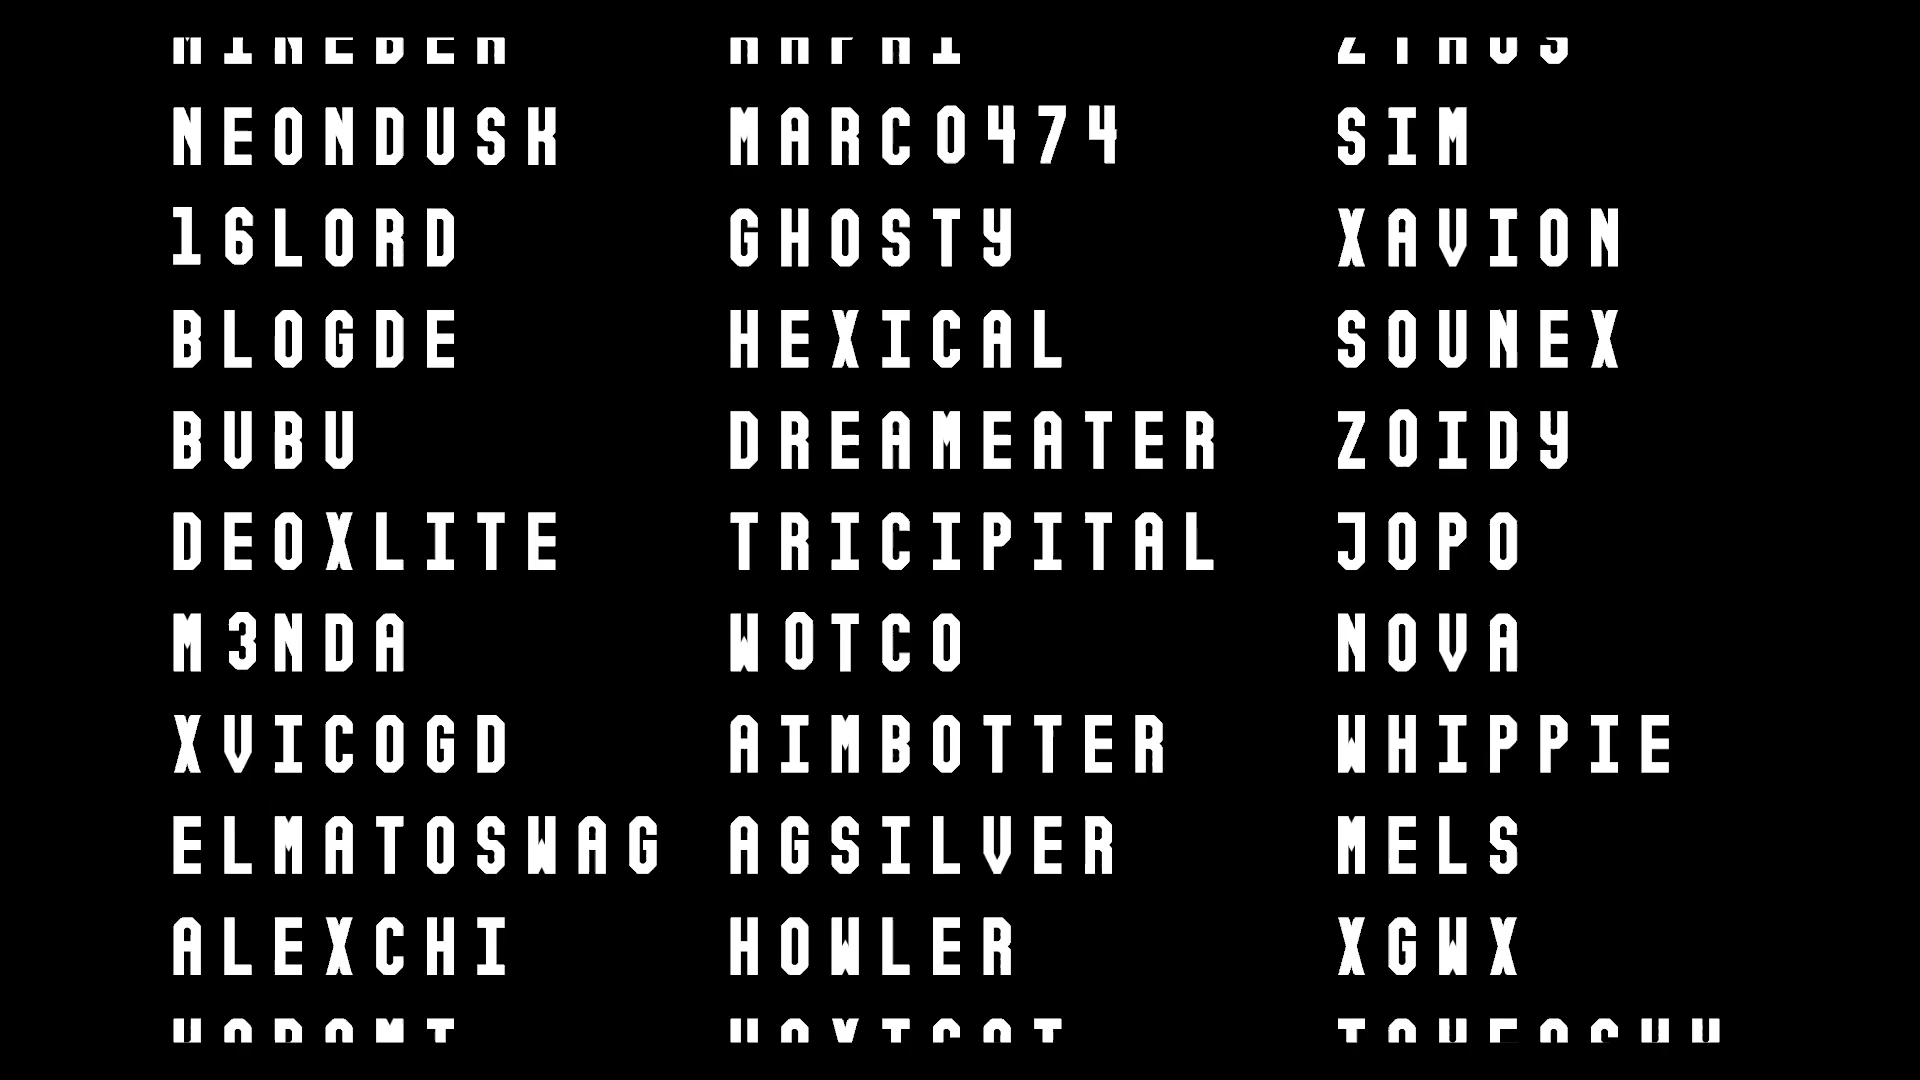 NEONDUSK MARCO474 SIM
16LORD GHOSTY XAVION
BLOGDE HEXICAL SOUNEX
BUBU DREAMEATER ZOIDY
DEOXLITE TRICIPITAL JOPO
M3NDA W0TCO NOVA
XVICOGD AIMBOTTER WHIPPIE
ELMATOSWAG AGSILVER MELS
ALEXCHI HOWLER XGWX